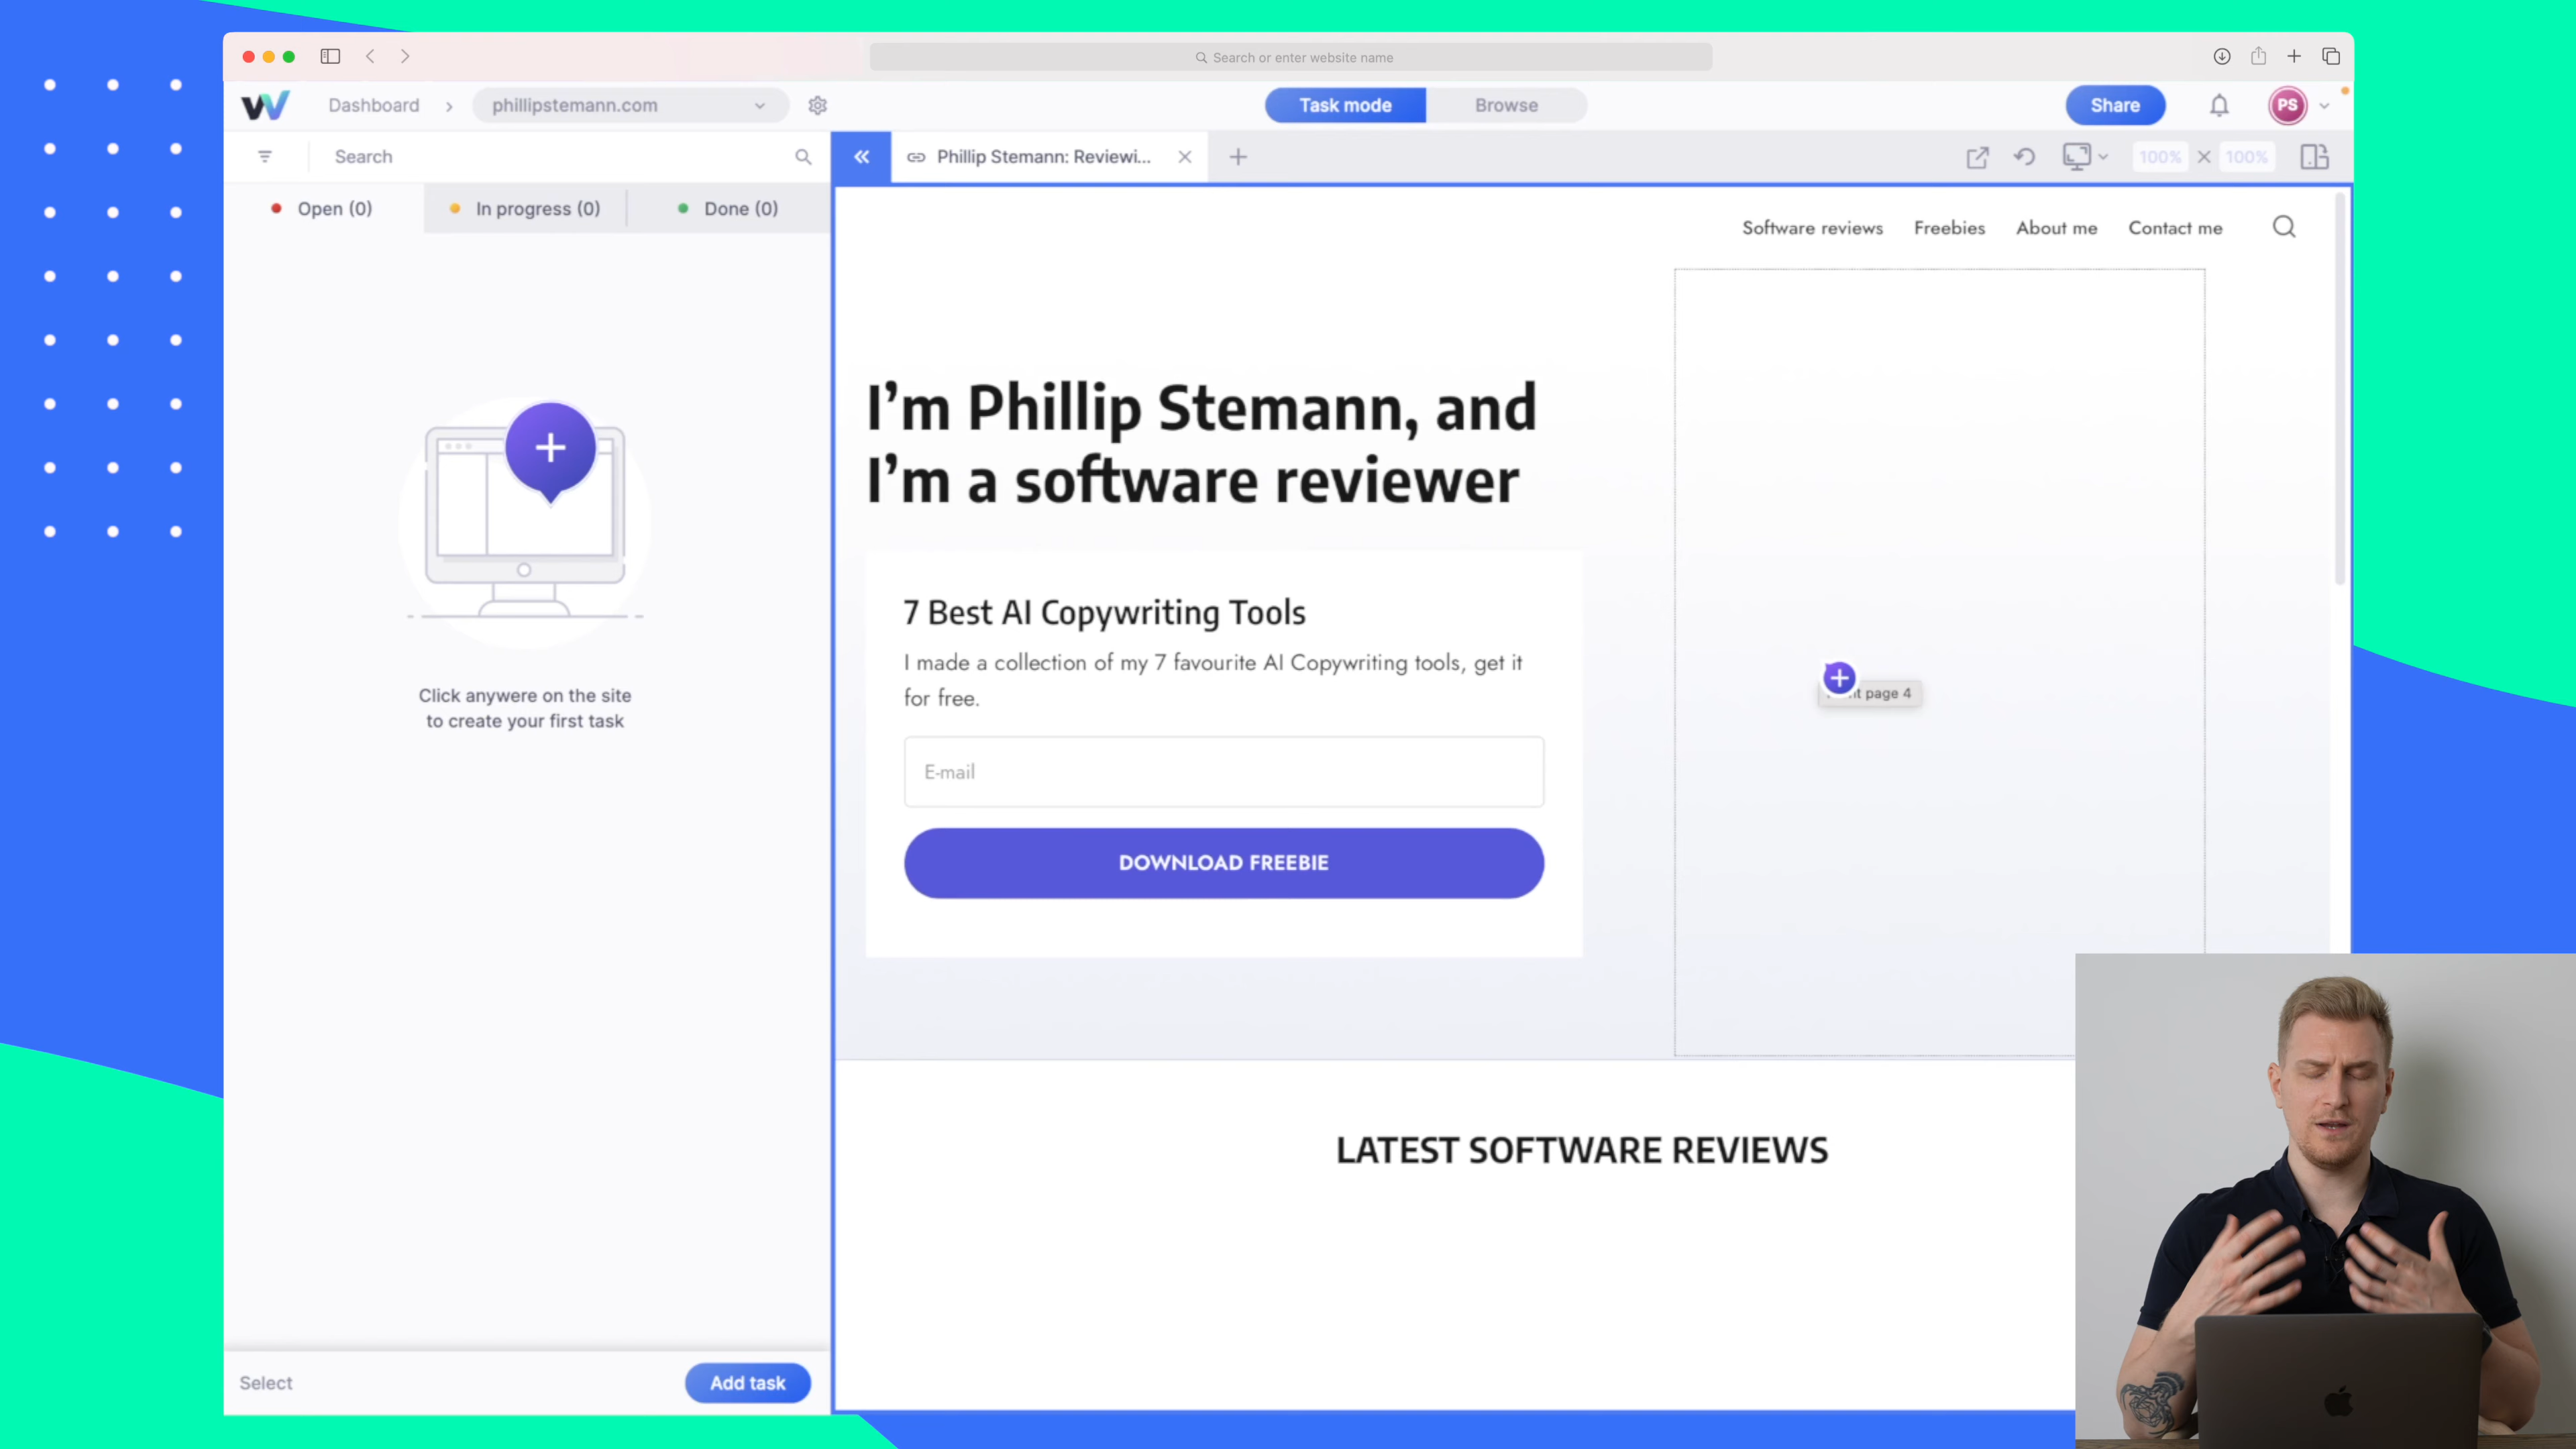 Search or enter website name
Dashboard
phillipstemann.com
Task mode
Browse
Share
PS
Search
Phillip Stemann: Reviewi...
100%
100%
Open (0)
In progress (0)
Done (0)
Software reviews
Freebies
About me
Contact me
I'm Phillip Stemann, and
I'm a software reviewer
7 Best AI Copywriting Tools
I made a collection of my 7 favourite AI Copywriting tools, get it
for free.
page 4
E-mail
DOWNLOAD FREEBIE
Click anywere on the site
to create your first task
LATEST SOFTWARE REVIEWS
Select
Add task